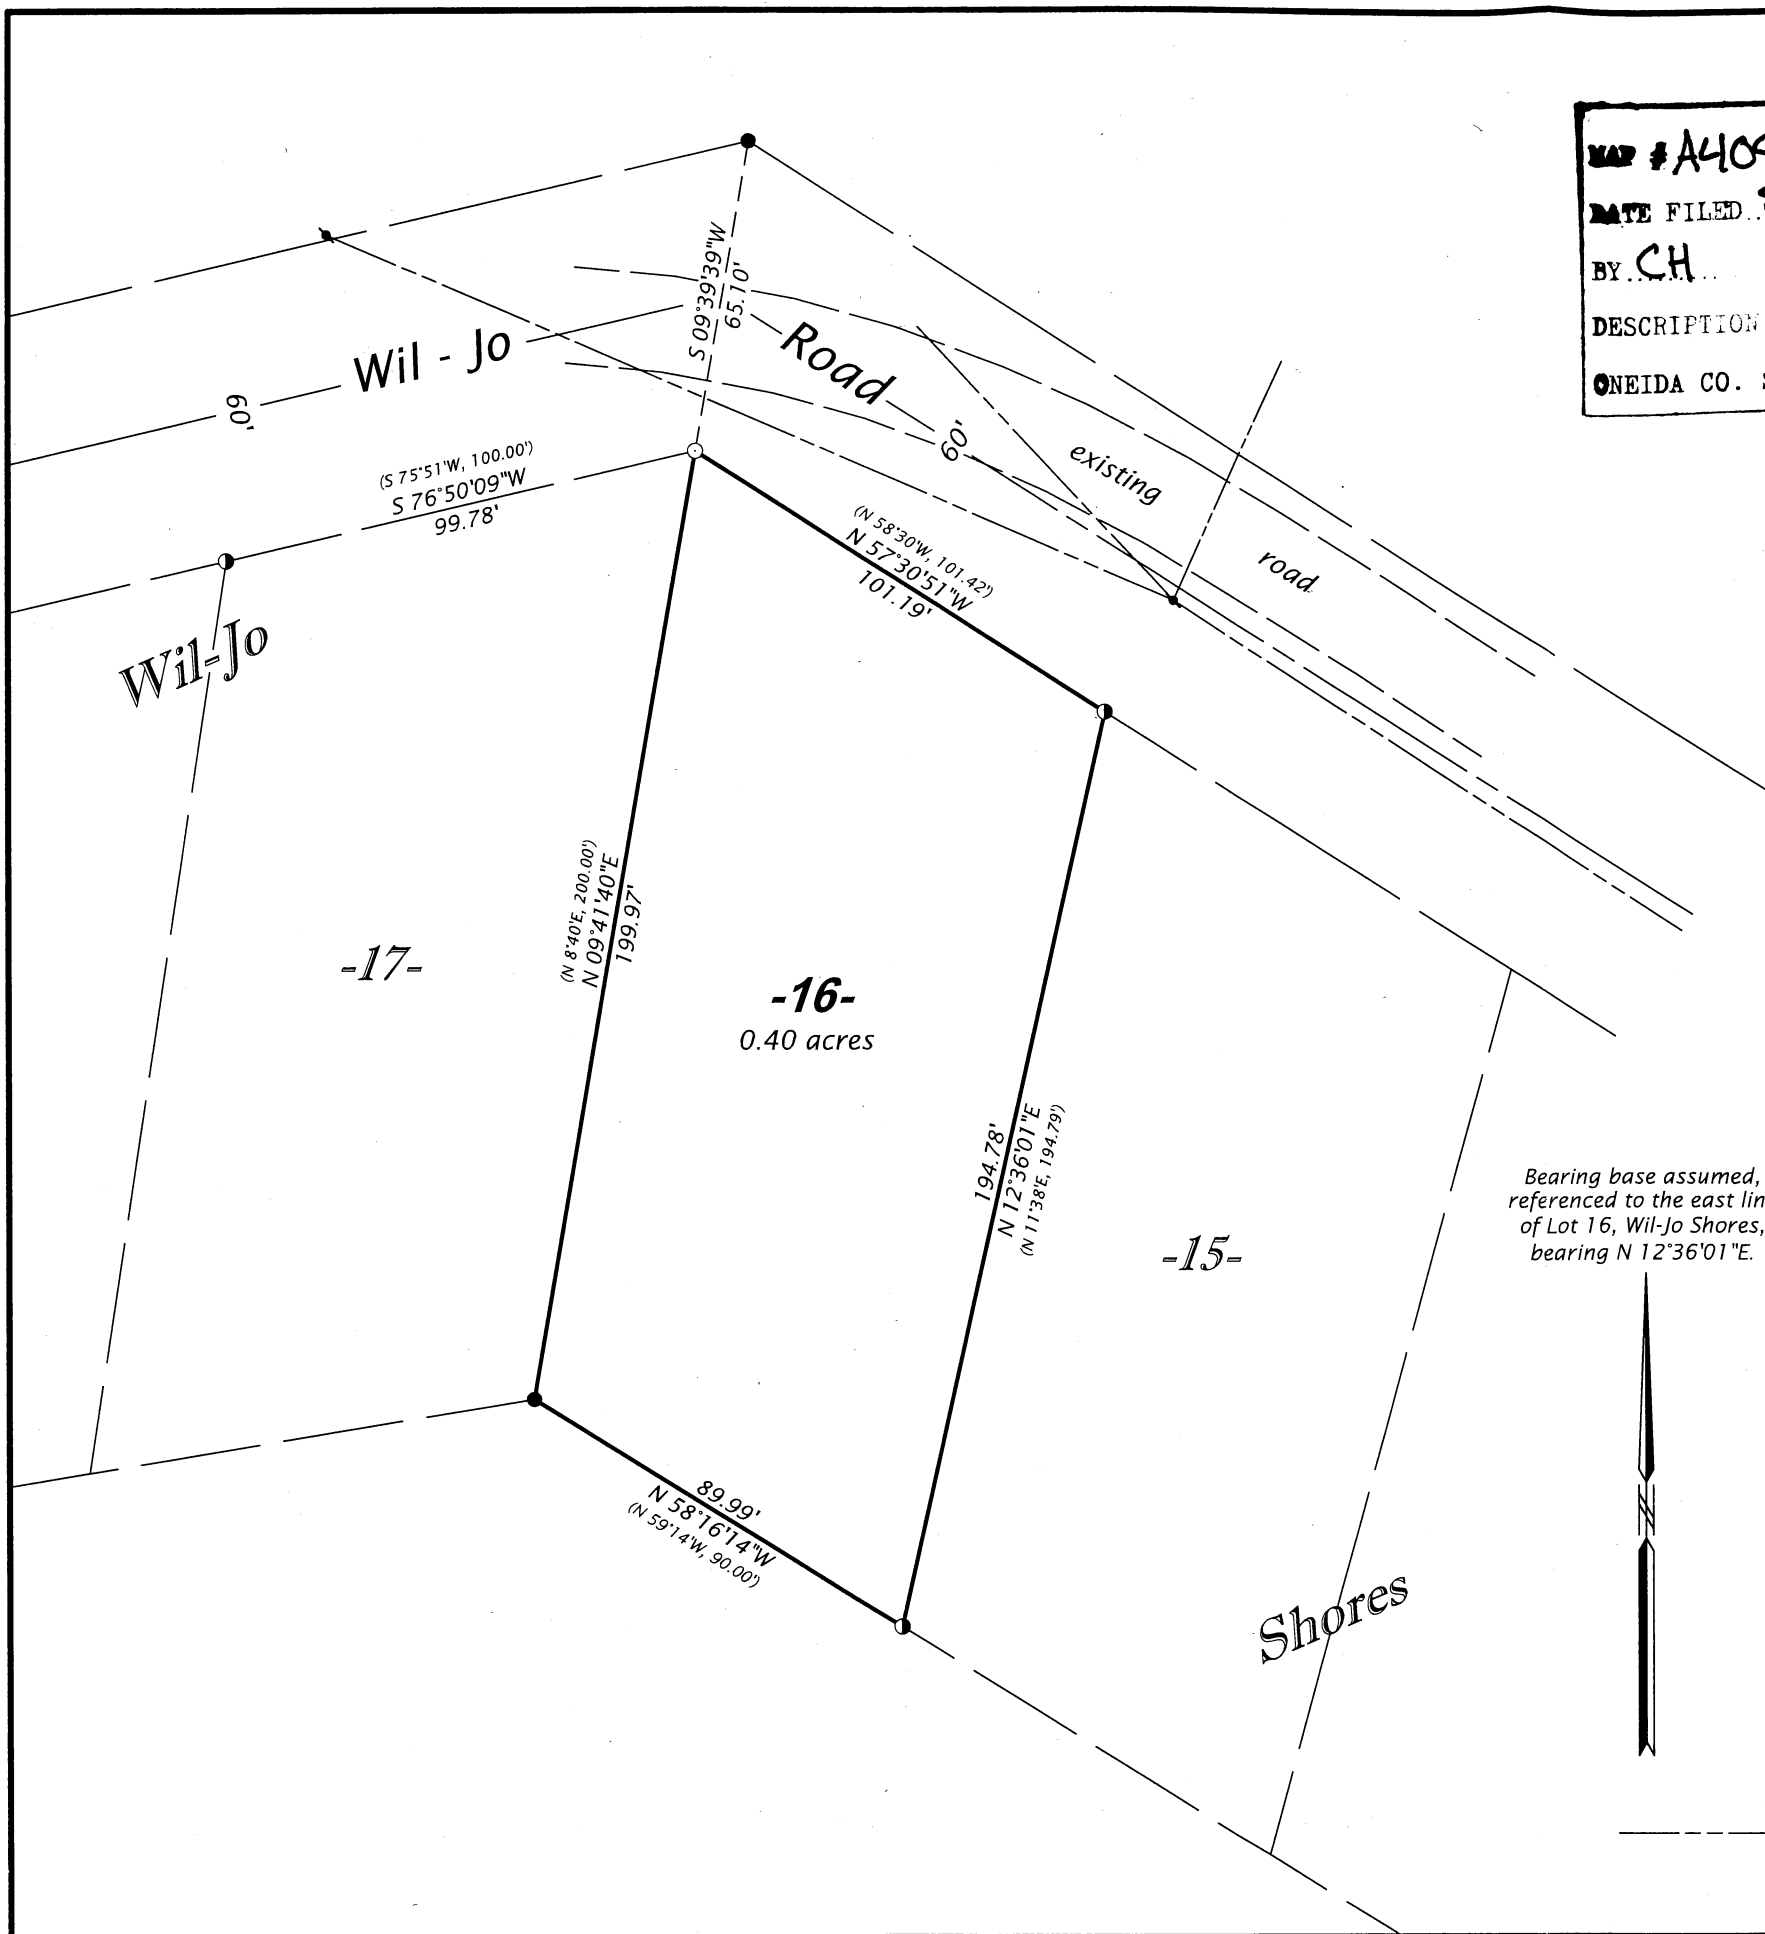 MAP # A40
DATE FILED
BY CH
DESCRIPTION
ONEIDA CO.
S 09°39'39"W
65.10'
Wil - Jo
Road
60'
60'
existing
road
(S 75°51'W, 100.00')
S 76°50'09"W
99.78'
(N 58°30'W, 101.42')
N 57°30'51"W
101.19'
Wil-Jo
(N 8°40'E, 200.00')
N 09°41'40"E
199.97'
-17-
-16-
0.40 acres
194.78'
N 12°36'01"E
(N 11°38'E, 194.79')
-15-
Bearing base assumed,
referenced to the east lin
of Lot 16, Wil-Jo Shores,
bearing N 12°36'01"E.
N
89.99'
N 58°16'14"W
(N 59°14'W, 90.00')
Shores